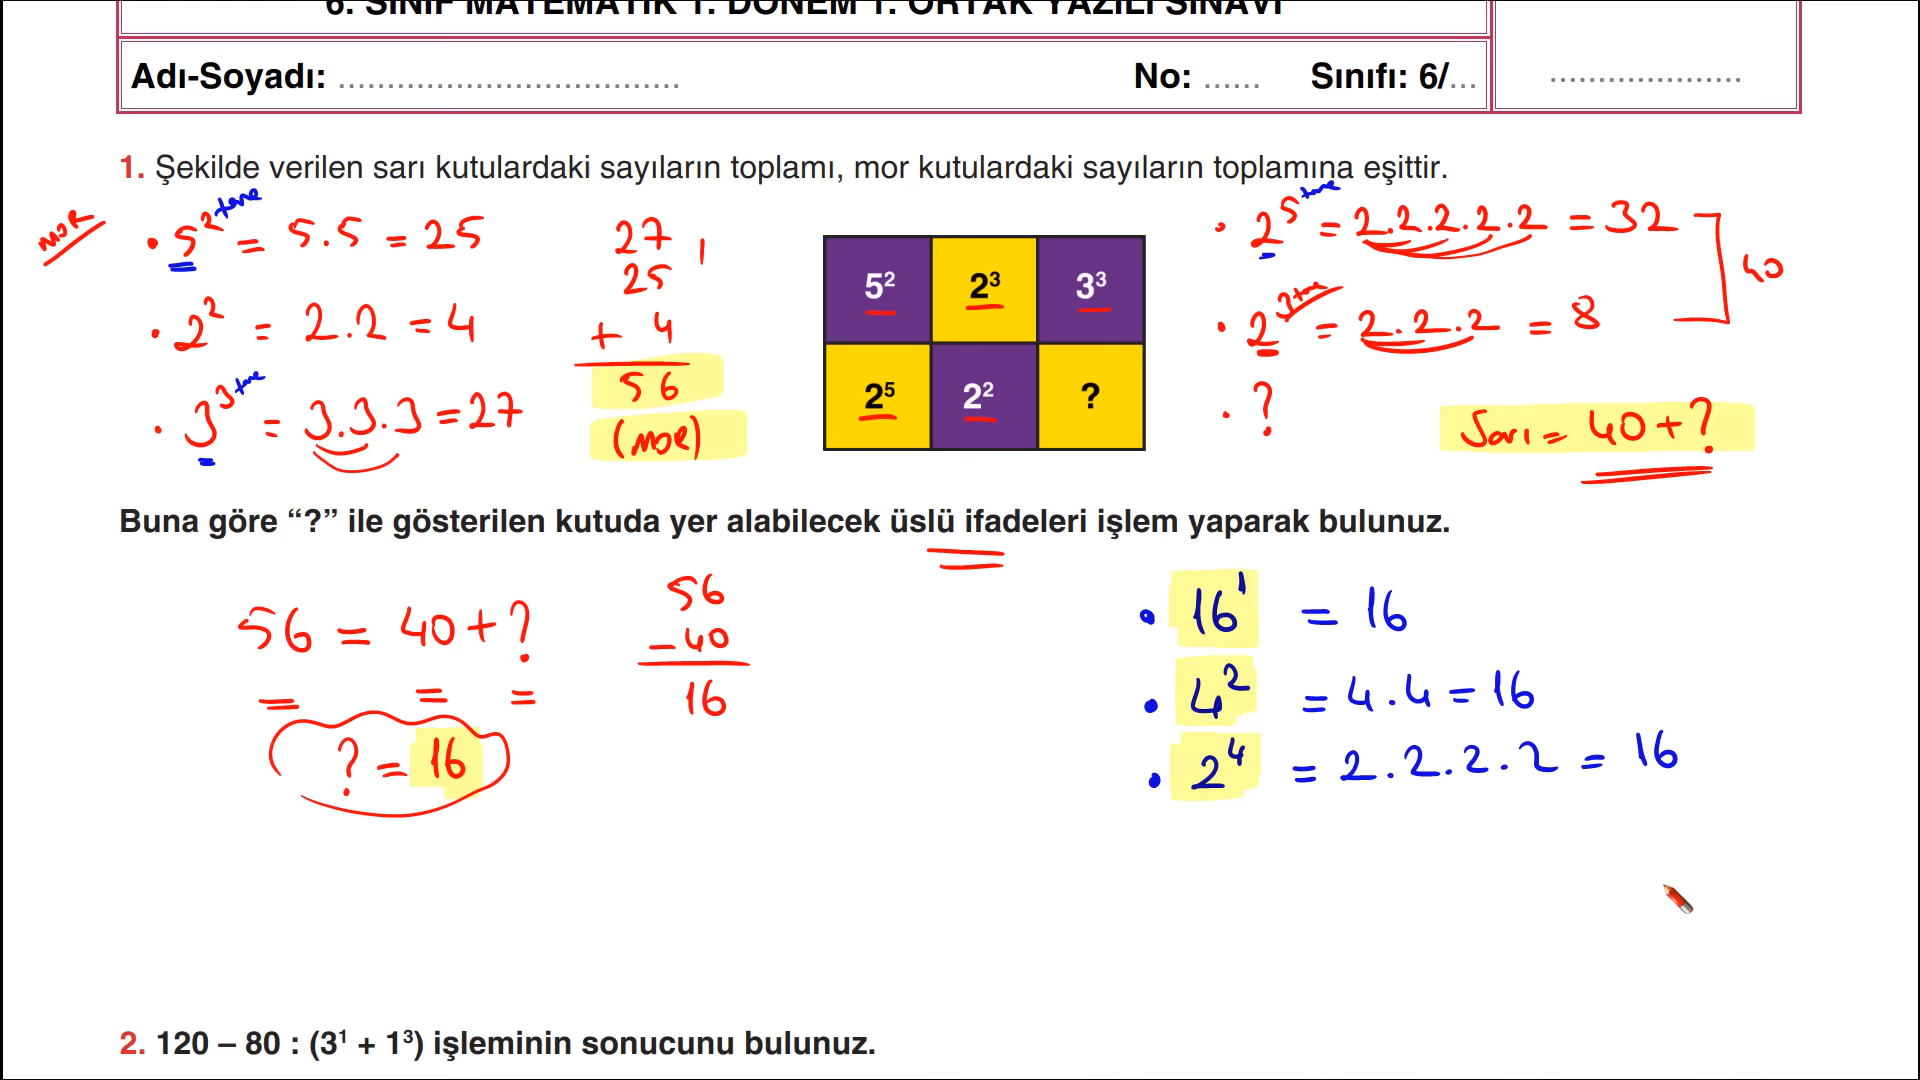 6. SINIF MATEMATİK 1. DÖNEM 1. ORTAK YAZILI SINAVI
Adı-Soyadı: ................................... No: ...... Sınıfı: 6/... ....................
1. Şekilde verilen sarı kutulardaki sayıların toplamı, mor kutulardaki sayıların toplamına eşittir.
MOR
• 5² tane = 5.5 = 25
• 2² = 2.2 = 4
• 3³ tane = 3.3.3 = 27
27 1
25
+ 4
56
(MOR)
5² 2³ 3³
2⁵ 2² ?
• 2⁵ tane = 2.2.2.2.2 = 32
• 2³ tane = 2.2.2 = 8
40
• ?
Sarı = 40+?
Buna göre “?” ile gösterilen kutuda yer alabilecek üslü ifadeleri işlem yaparak bulunuz.
56 = 40+?
? = 16
56
-40
16
• 16¹ = 16
• 4² = 4.4 = 16
• 2⁴ = 2.2.2.2 = 16
2. 120 – 80 : (3¹ + 1³) işleminin sonucunu bulunuz.